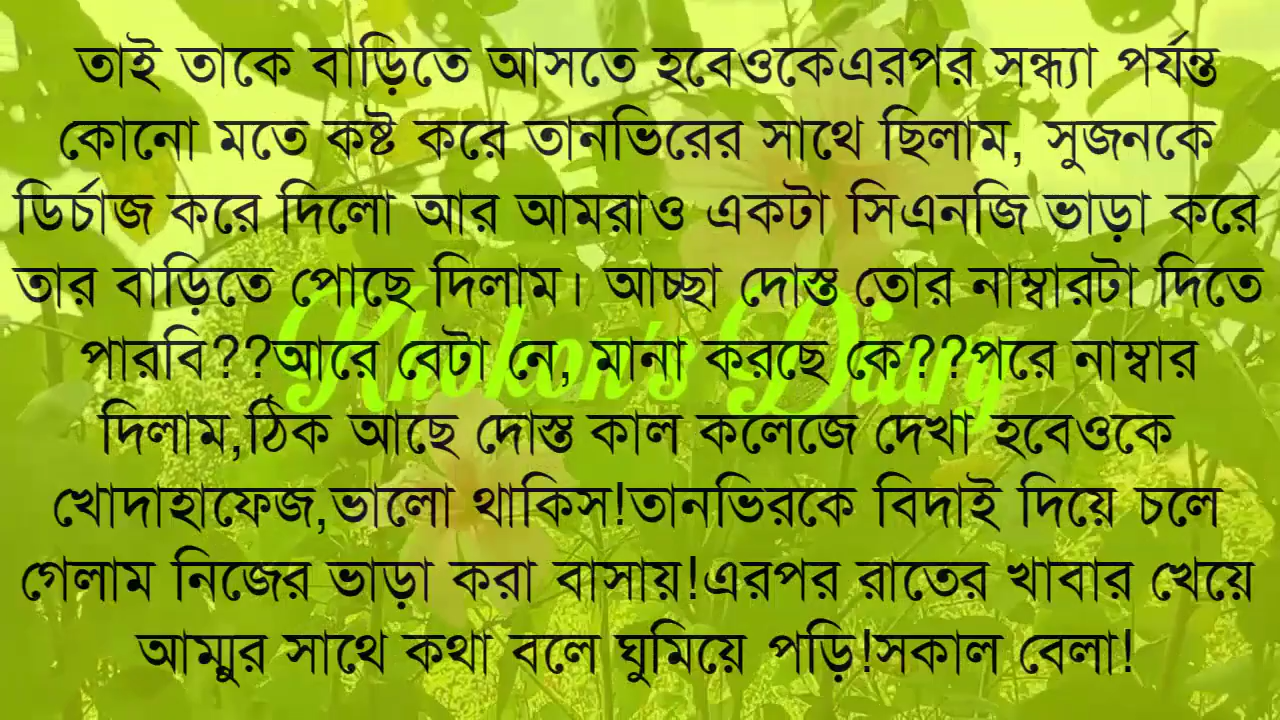 তাই তাকে বাড়িতে আসতে হবেওকেএরপর সন্ধ্যা পর্যন্ত
কোনো মতে কষ্ট করে তানভিরের সাথে ছিলাম, সুজনকে
ডির্চাজ করে দিলো আর আমরাও একটা সিএনজি ভাড়া করে
তার বাড়িতে পোছে দিলাম। আচ্ছা দোস্ত তোর নাম্বারটা দিতে
পারবি??আরে বেটা নে, মানা করছে কে??পরে নাম্বার
Khokon's Diary
দিলাম,ঠিক আছে দোস্ত কাল কলেজে দেখা হবেওকে
খোদাহাফেজ,ভালো থাকিস!তানভিরকে বিদাই দিয়ে চলে
গেলাম নিজের ভাড়া করা বাসায়!এরপর রাতের খাবার খেয়ে
আম্মুর সাথে কথা বলে ঘুমিয়ে পড়ি!সকাল বেলা!